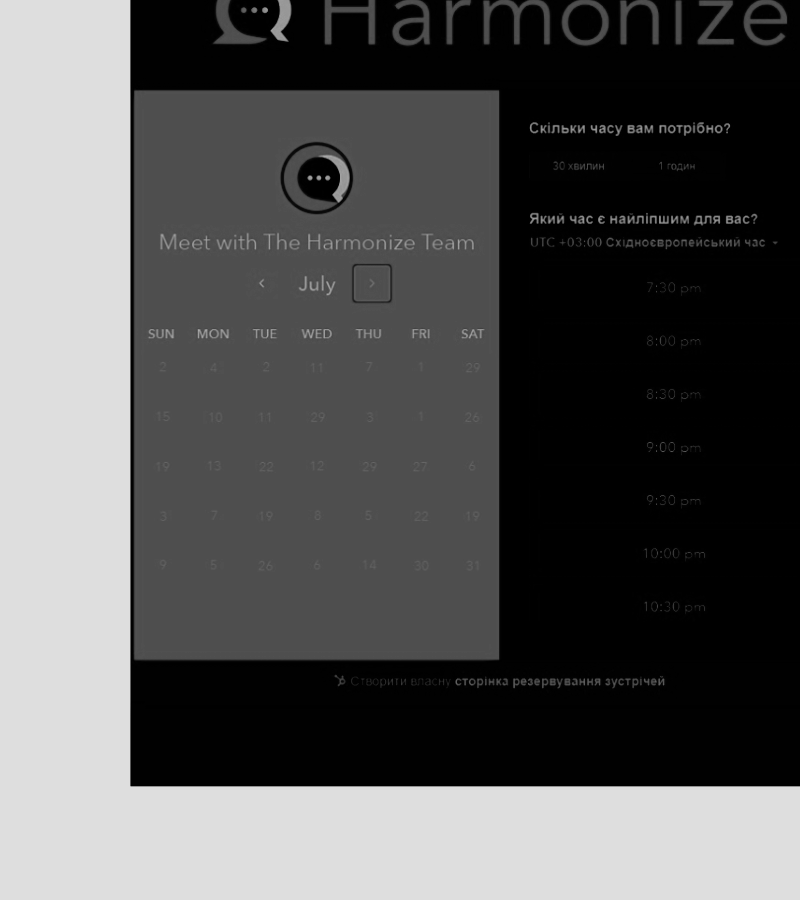 Harmonize
Meet with The Harmonize Team
July
SUN MON TUE WED THU FRI SAT
2 4 2 11 7 1 29
15 10 11 29 3 1 26
19 13 22 12 29 27 6
3 7 19 8 5 22 19
9 5 26 6 14 30 31
Скільки часу вам потрібно?
30 хвилин 1 годин
Який час є найліпшим для вас?
UTC +03:00 Східноєвропейський час
7:30 pm
8:00 pm
8:30 pm
9:00 pm
9:30 pm
10:00 pm
10:30 pm
Створити власну сторінка резервування зустрічей